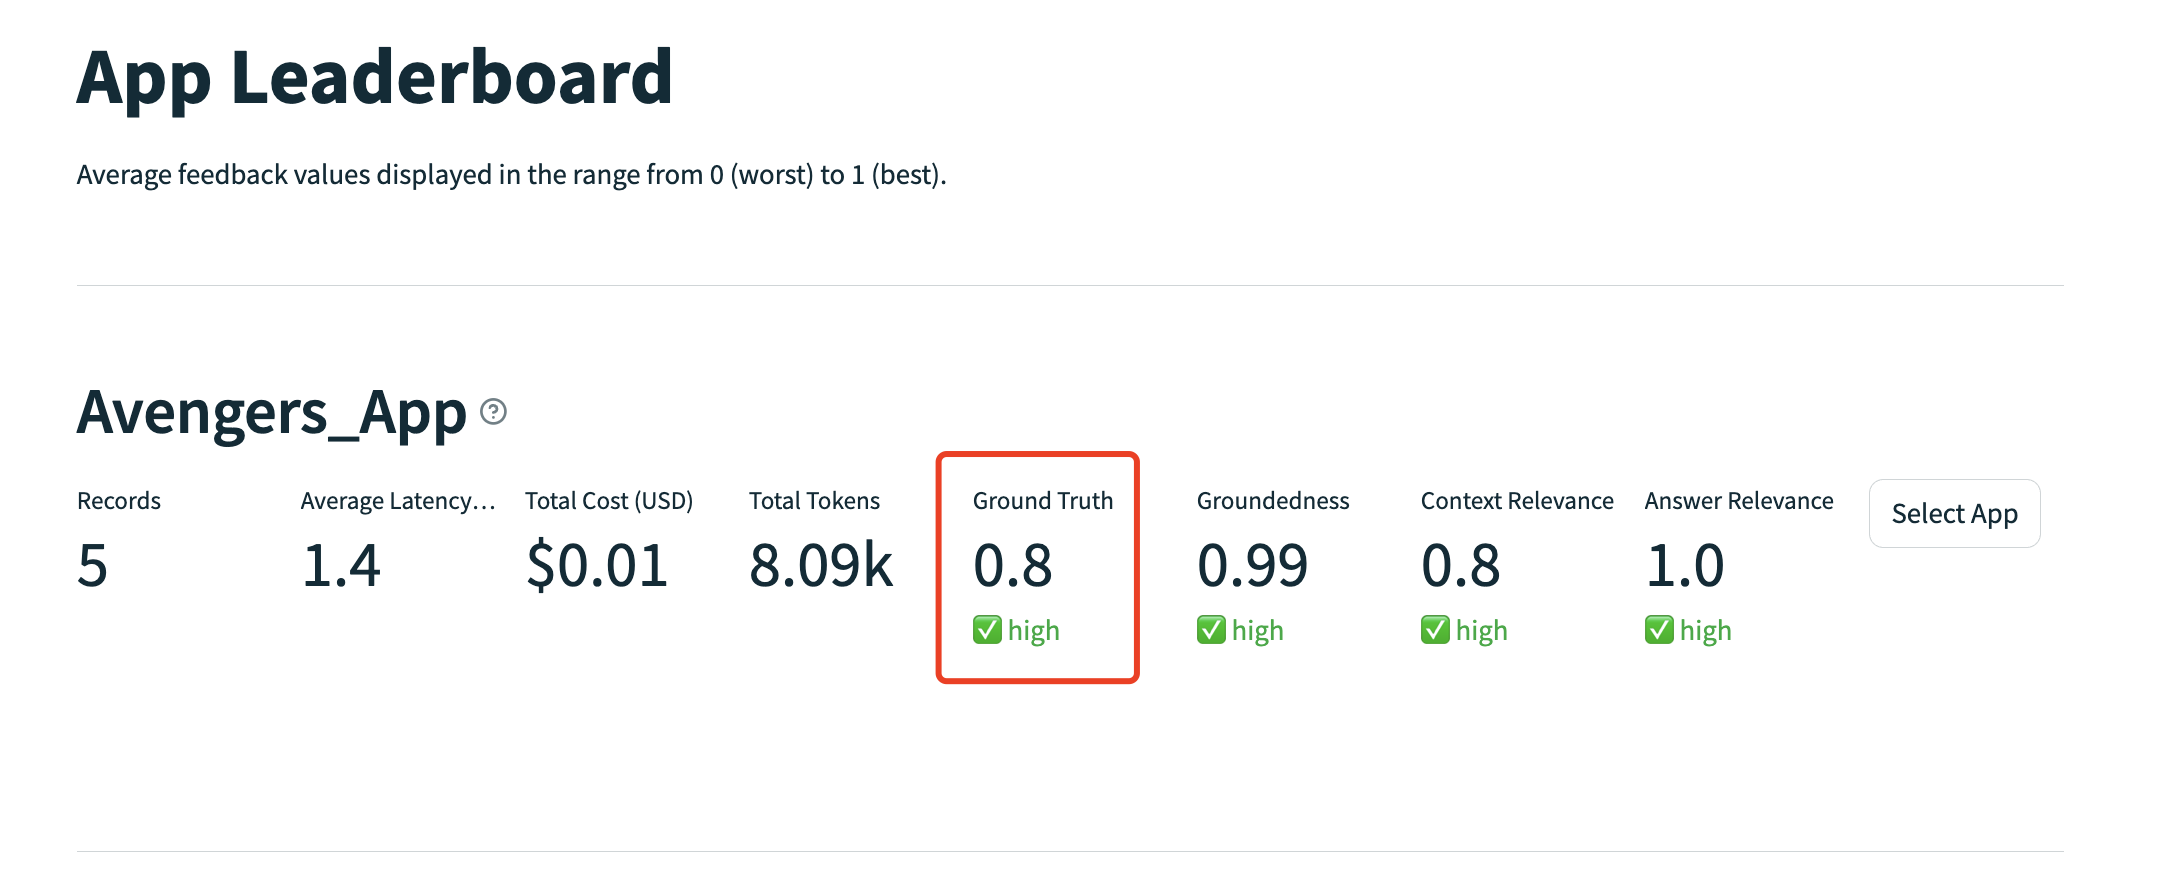 App Leaderboard
Average feedback values displayed in the range from 0 (worst) to 1 (best).
Avengers_App
Records
5
Average Latency...
1.4
Total Cost (USD)
$0.01
Total Tokens
8.09k
Ground Truth
0.8
✅ high
Groundedness
0.99
✅ high
Context Relevance
0.8
✅ high
Answer Relevance
1.0
✅ high
Select App